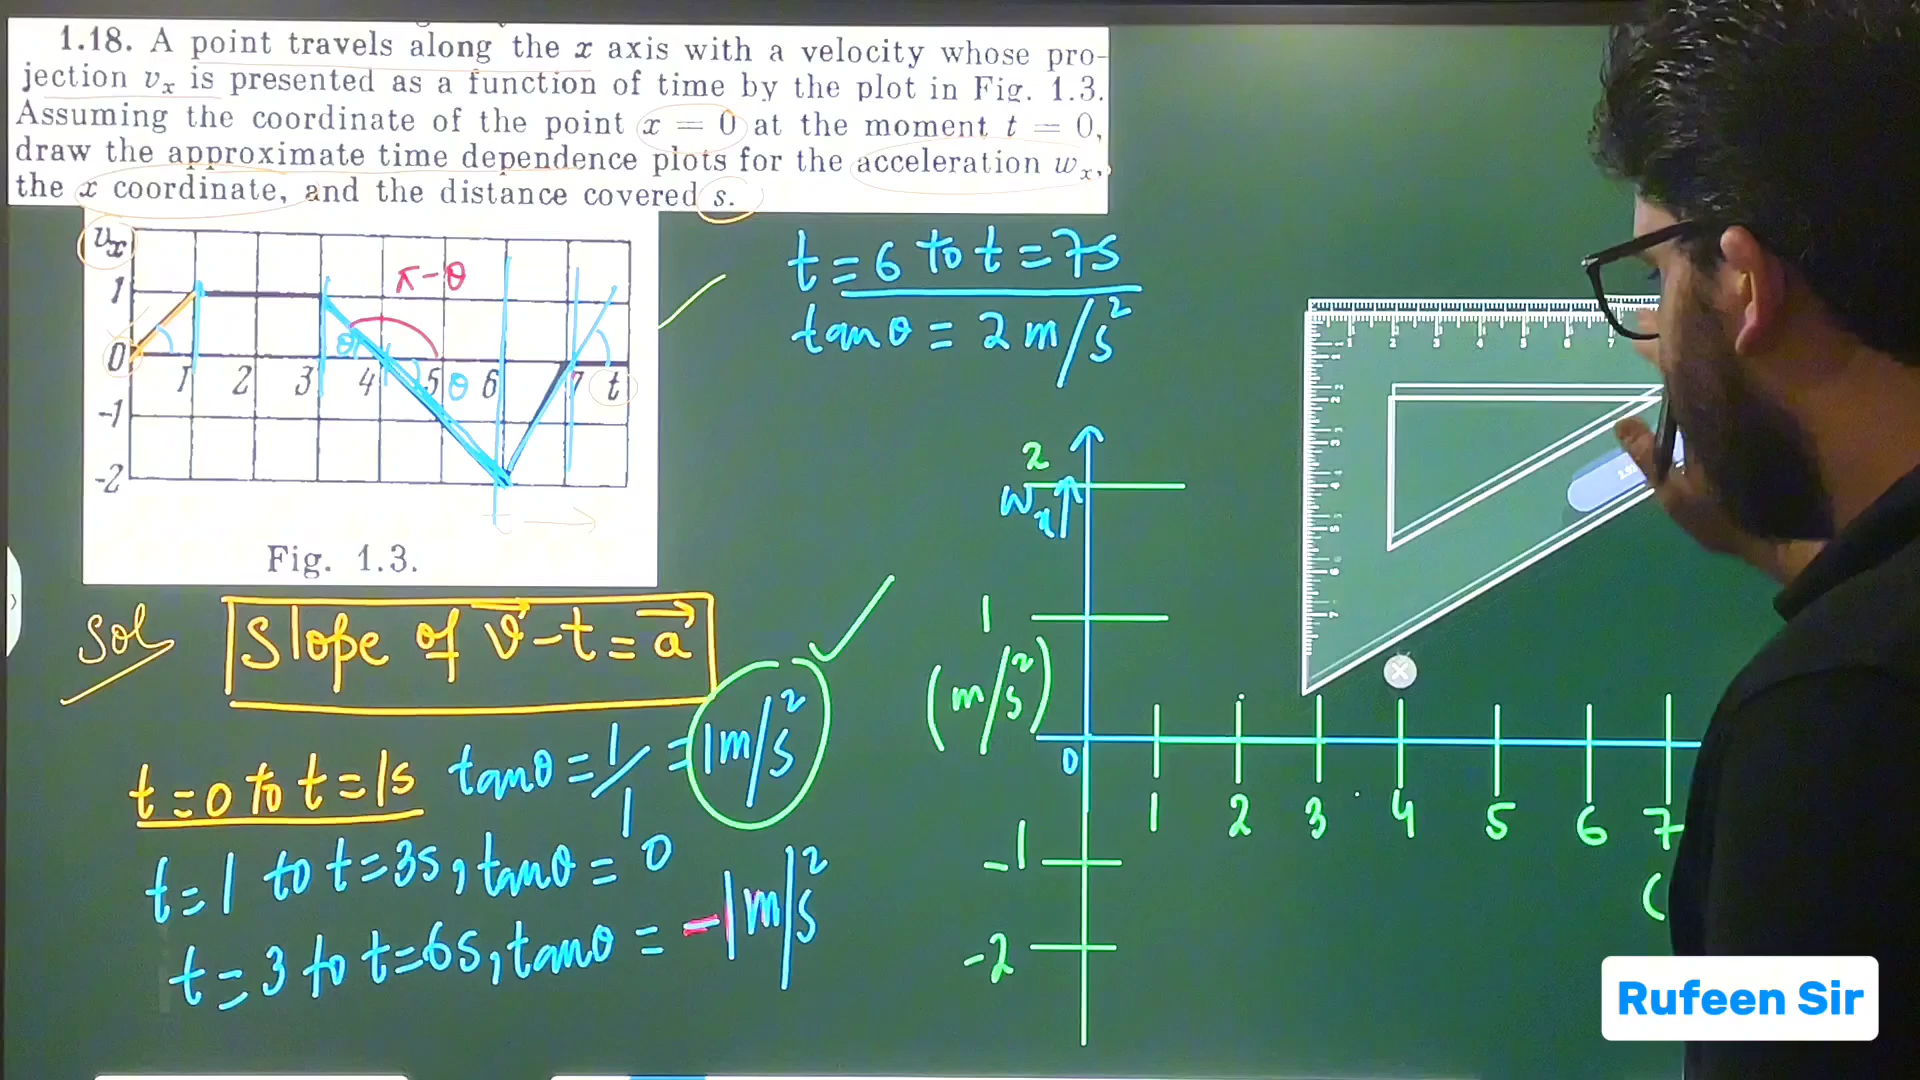 1.18. A point travels along the x axis with a velocity whose pro-
jection vₓ is presented as a function of time by the plot in Fig. 1.3.
Assuming the coordinate of the point x = 0 at the moment t = 0,
draw the approximate time dependence plots for the acceleration wₓ,
the x coordinate, and the distance covered s.
vₓ
1
0
-1
-2
1 2 3 4 5 6 7 t
π-θ
θ
θ
Fig. 1.3.
t=6 to t=7s
tanθ = 2m/s²
Sol
Slope of v⃗-t=a⃗
t=0 to t=1s tanθ=1/1=1m/s²
t=1 to t=3s, tanθ=0
t=3 to t=6s, tanθ = -1m/s²
2
wₓ
1
(m/s²)
0
1 2 3 4 5 6 7
-1
(
-2
Rufeen Sir